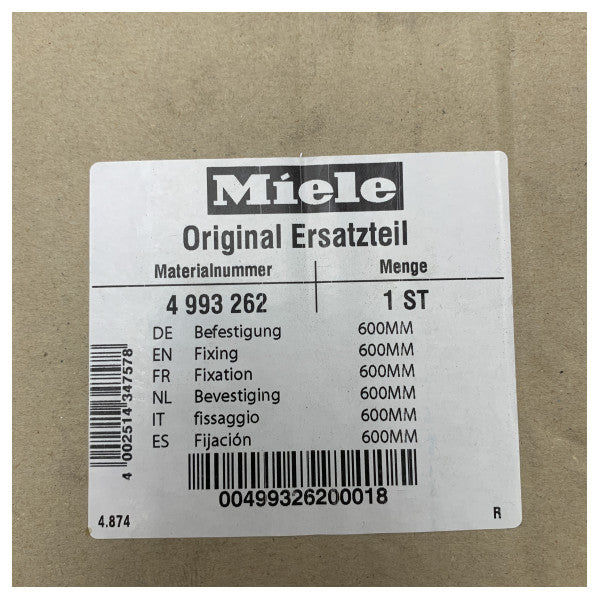 Miele
Original Ersatzteil
Materialnummer Menge
4 993 262 1 ST
DE Befestigung 600MM
EN Fixing 600MM
FR Fixation 600MM
NL Bevestiging 600MM
IT fissaggio 600MM
ES Fijación 600MM
4 002514 347578
00499326200018
4.874 R